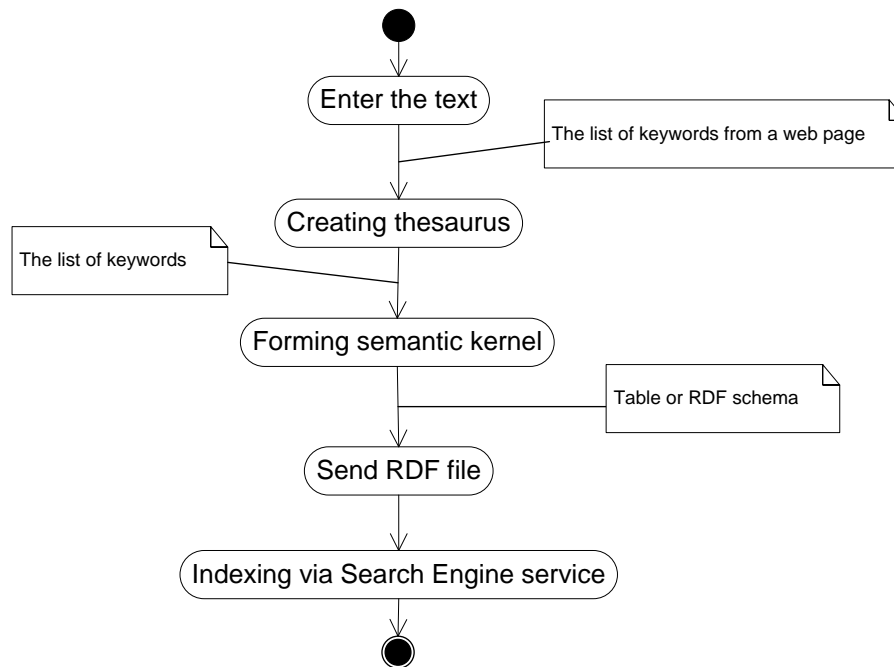 Enter the text
The list of keywords from a web page
Creating thesaurus
The list of keywords
Forming semantic kernel
Table or RDF schema
Send RDF file
Indexing via Search Engine service